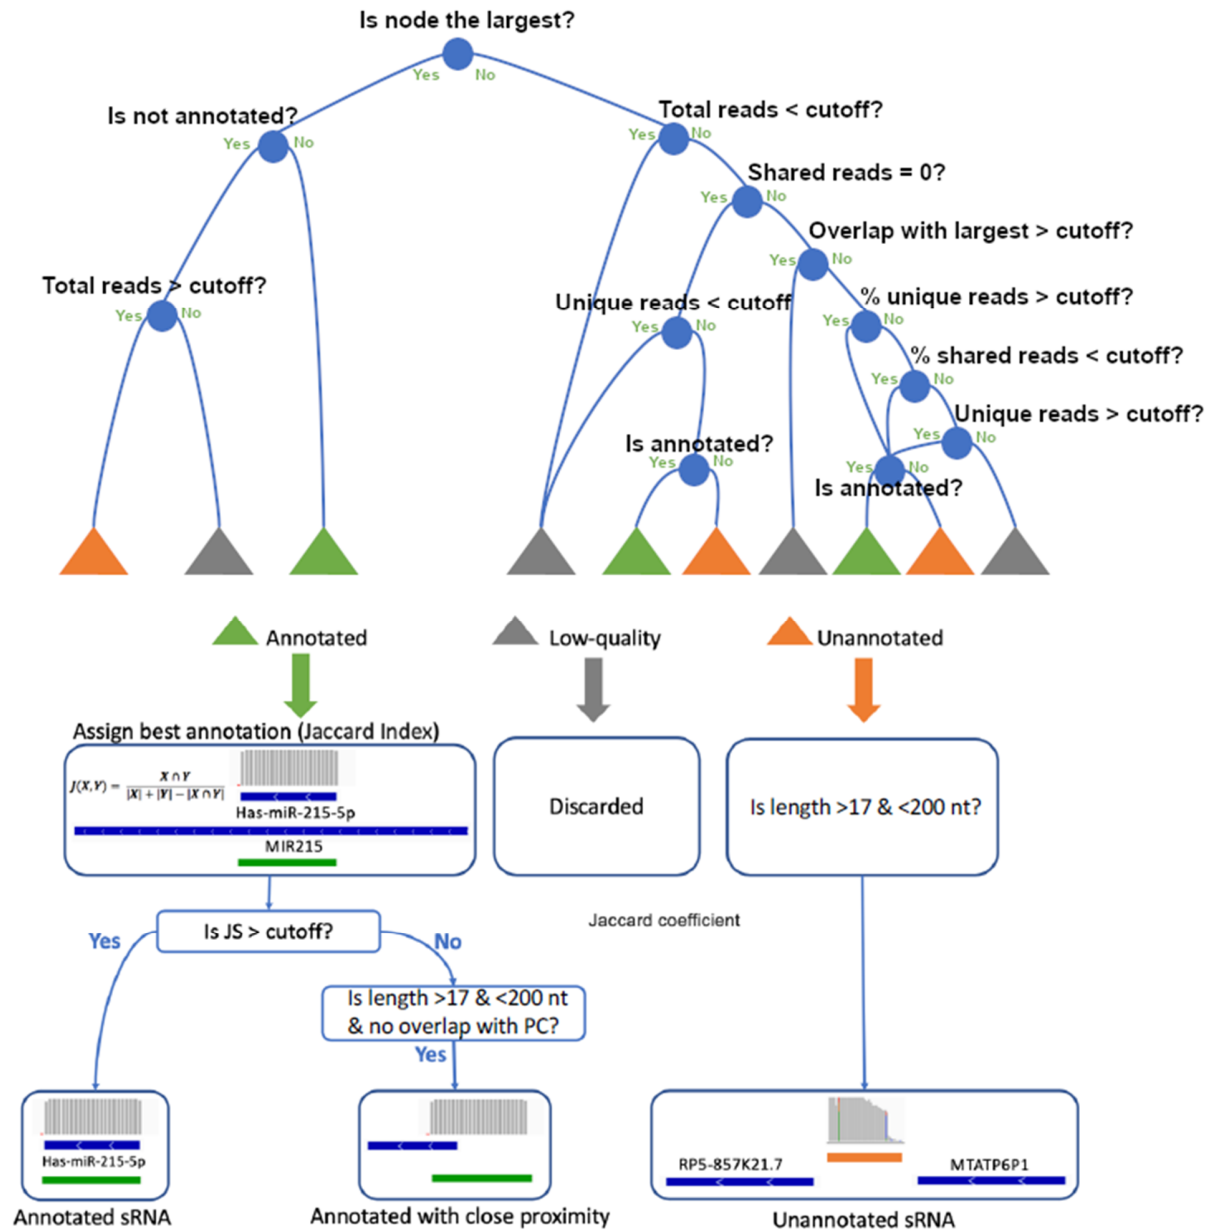 Is node the largest?
Yes No
Is not annotated?
Total reads < cutoff?
Yes No
Yes No
Shared reads = 0?
Yes No
Overlap with largest > cutoff?
Yes No
Total reads > cutoff?
Unique reads < cutoff
% unique reads > cutoff?
Yes No
Yes No
Yes No
% shared reads < cutoff?
Yes No
Unique reads > cutoff?
Yes No
Is annotated?
Yes No
Yes No
Is annotated?
Annotated
Low-quality
Unannotated
Assign best annotation (Jaccard Index)
J(X,Y) = X ∩ Y / |X| + |Y| − |X ∩ Y|
Has-miR-215-5p
MIR215
Discarded
Is length >17 & <200 nt?
Jaccard coefficient
Is JS > cutoff?
Yes
No
Is length >17 & <200 nt
& no overlap with PC?
Yes
Has-miR-215-5p
RP5-857K21.7
MTATP6P1
Annotated sRNA
Annotated with close proximity
Unannotated sRNA